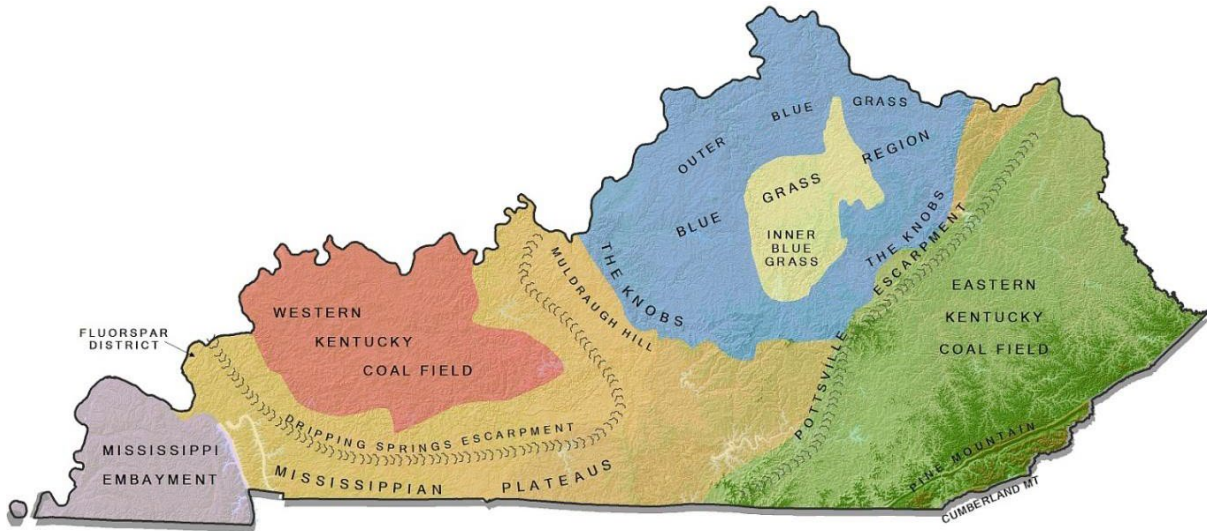 OUTER BLUE GRASS REGION
BLUE GRASS
INNER
BLUE
GRASS
THE KNOBS
THE KNOBS
MULDRAUGH HILL
POTTSVILLE ESCARPMENT
WESTERN
KENTUCKY
COAL FIELD
EASTERN
KENTUCKY
COAL FIELD
FLUORSPAR
DISTRICT
DRIPPING SPRINGS ESCARPMENT
MISSISSIPPI
EMBAYMENT
MISSISSIPPIAN PLATEAUS
PINE MOUNTAIN
CUMBERLAND MT